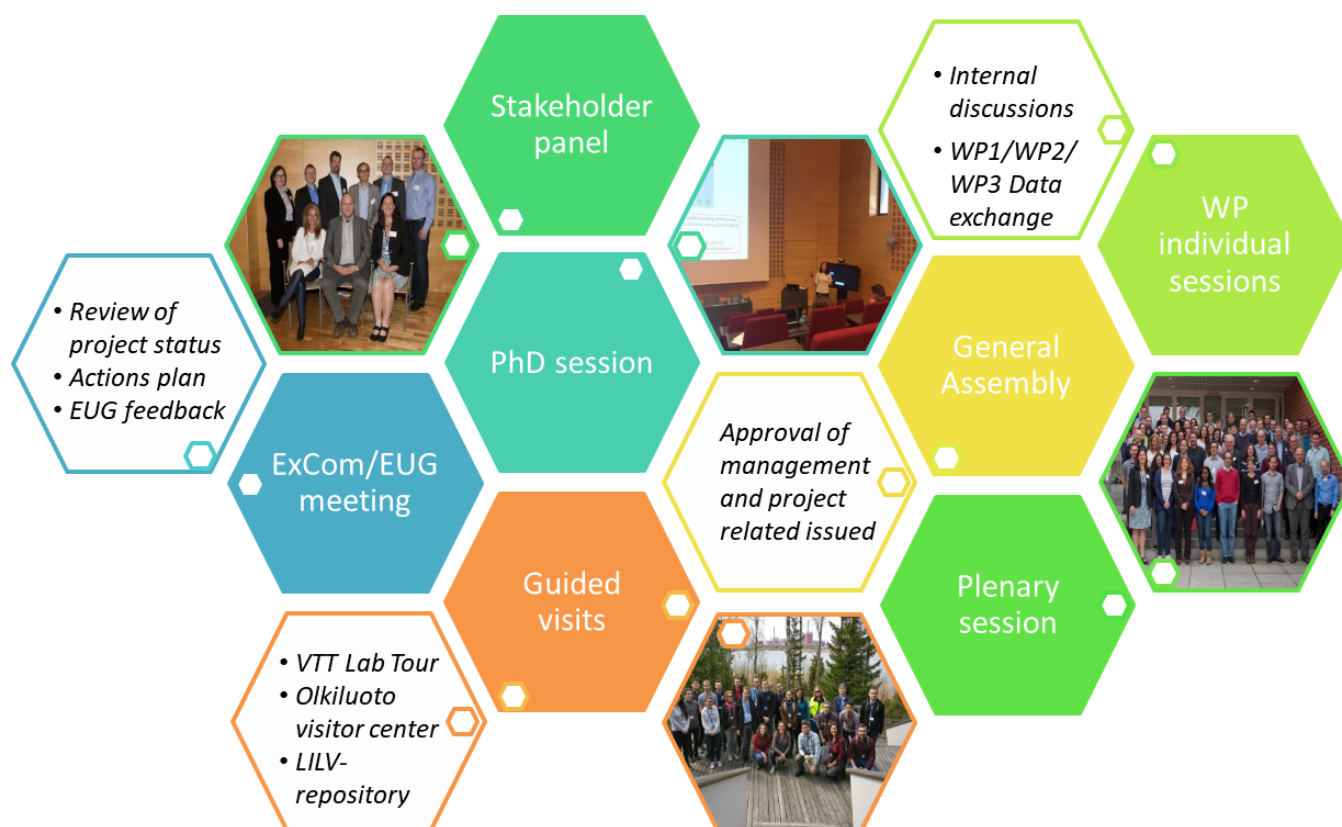 Stakeholder
panel
• Internal
discussions
• WP1/WP2/
WP3 Data
exchange
WP
individual
sessions
• Review of
project status
• Actions plan
• EUG feedback
PhD session
General
Assembly
ExCom/EUG
meeting
Approval of
management
and project
related issued
Guided
visits
Plenary
session
• VTT Lab Tour
• Olkiluoto
visitor center
• LILV-
repository